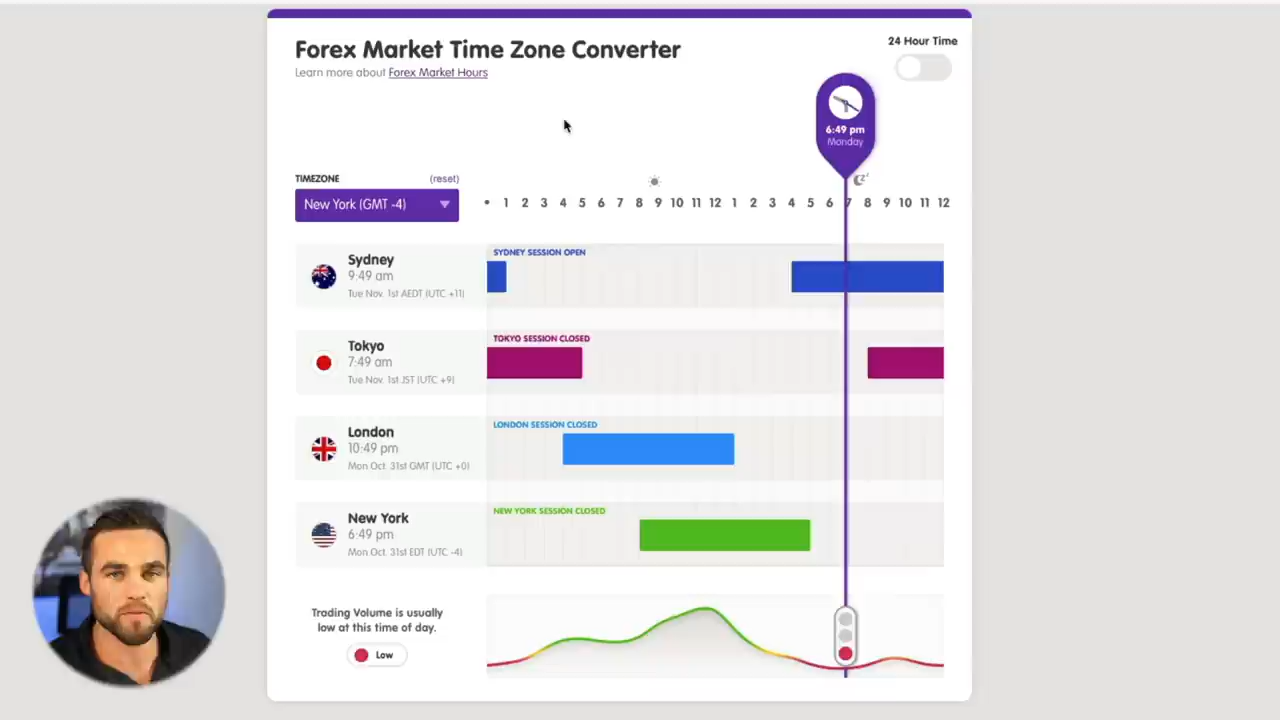 Forex Market Time Zone Converter
Learn more about Forex Market Hours
24 Hour Time
6:49 pm
Monday
TIMEZONE (reset)
New York (GMT -4)
• 1 2 3 4 5 6 7 8 9 10 11 12 1 2 3 4 5 6 7 8 9 10 11 12
Sydney
9:49 am
Tue Nov. 1st AEDT (UTC +11)
SYDNEY SESSION OPEN
Tokyo
7:49 am
Tue Nov. 1st JST (UTC +9)
TOKYO SESSION CLOSED
London
10:49 pm
Mon Oct. 31st GMT (UTC +0)
LONDON SESSION CLOSED
New York
6:49 pm
Mon Oct. 31st EDT (UTC -4)
NEW YORK SESSION CLOSED
Trading Volume is usually
low at this time of day.
Low